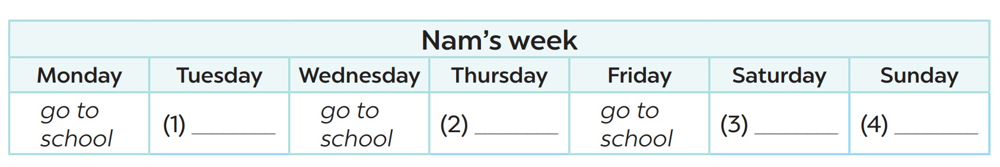 Nam's week
Monday Tuesday Wednesday Thursday Friday Saturday Sunday
go to school (1) ________ go to school (2) ________ go to school (3) ________ (4) ________